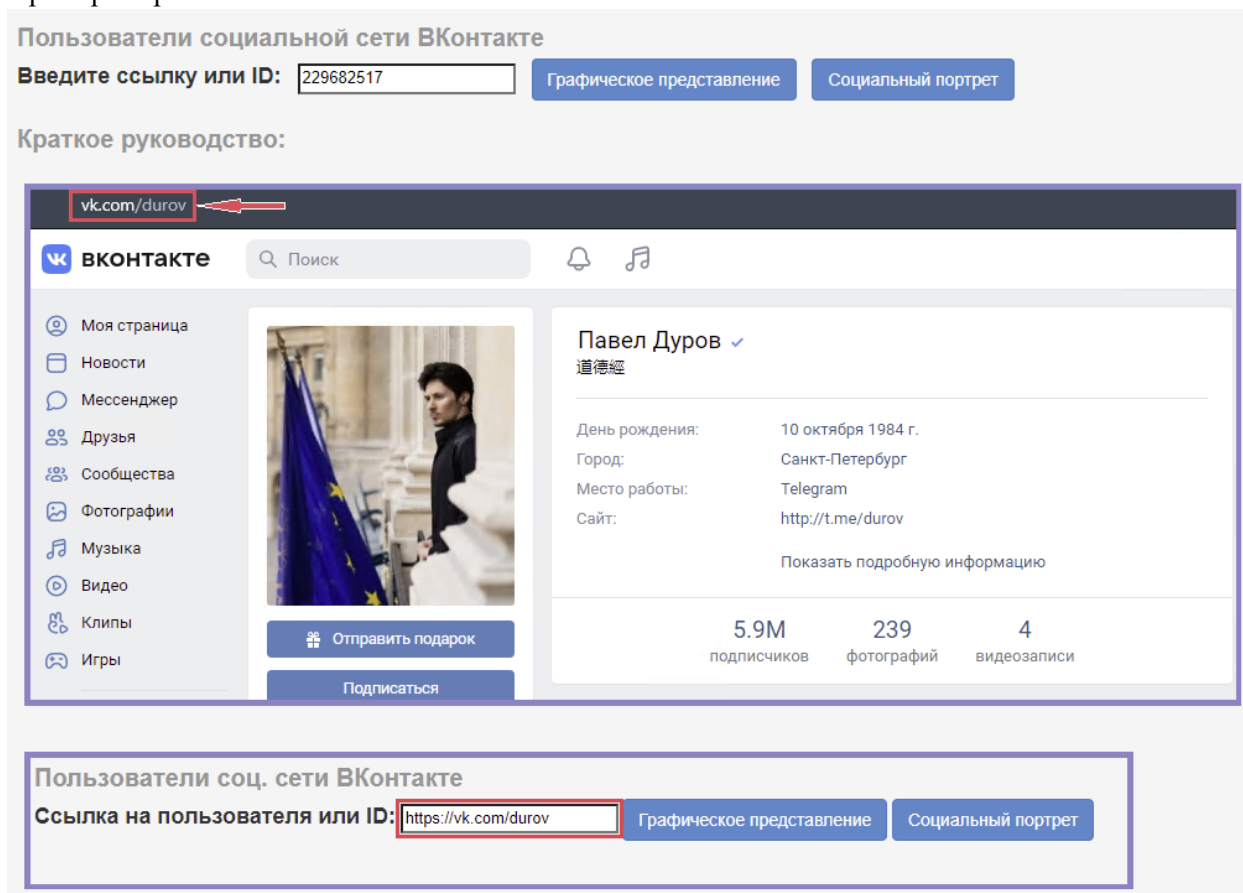 Пользователи социальной сети ВКонтакте
Введите ссылку или ID: 229682517 Графическое представление Социальный портрет
Краткое руководство:
vk.com/durov
вконтакте Поиск
Моя страница
Новости
Мессенджер
Друзья
Сообщества
Фотографии
Музыка
Видео
Клипы
Игры
Отправить подарок
Подписаться
Павел Дуров
道德經
День рождения: 10 октября 1984 г.
Город: Санкт-Петербург
Место работы: Telegram
Сайт: http://t.me/durov
Показать подробную информацию
5.9M 239 4
подписчиков фотографий видеозаписи
Пользователи соц. сети ВКонтакте
Ссылка на пользователя или ID: https://vk.com/durov Графическое представление Социальный портрет